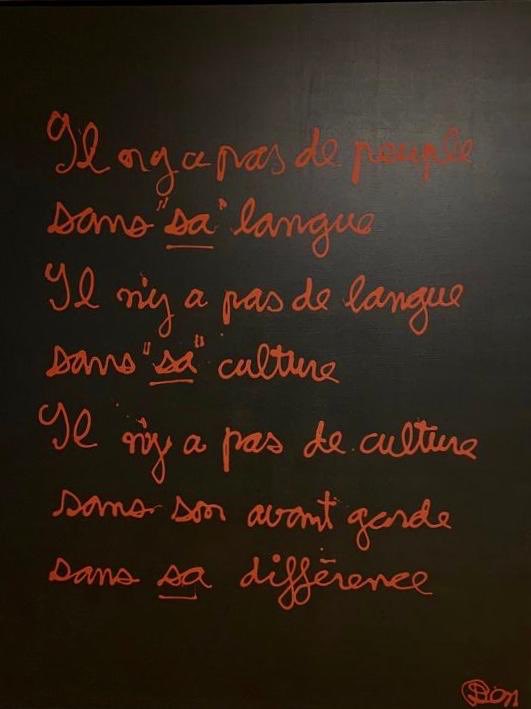 Il n'y a pas de peuple
sans "sa" langue
Il n'y a pas de langue
sans "sa" culture
Il n'y a pas de culture
sans son avant garde
sans sa différence